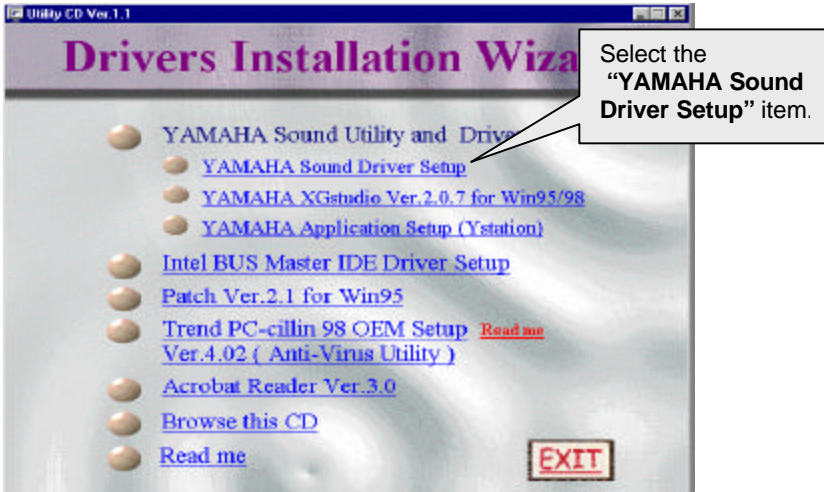 Utility CD Ver.1.1
Drivers Installation Wiza
Select the
“YAMAHA Sound
Driver Setup” item.
YAMAHA Sound Utility and Drive
YAMAHA Sound Driver Setup
YAMAHA XGstudio Ver.2.0.7 for Win95/98
YAMAHA Application Setup (Ystation)
Intel BUS Master IDE Driver Setup
Patch Ver.2.1 for Win95
Trend PC-cillin 98 OEM Setup Read me
Ver.4.02 ( Anti-Virus Utility )
Acrobat Reader Ver.3.0
Browse this CD
Read me
EXIT